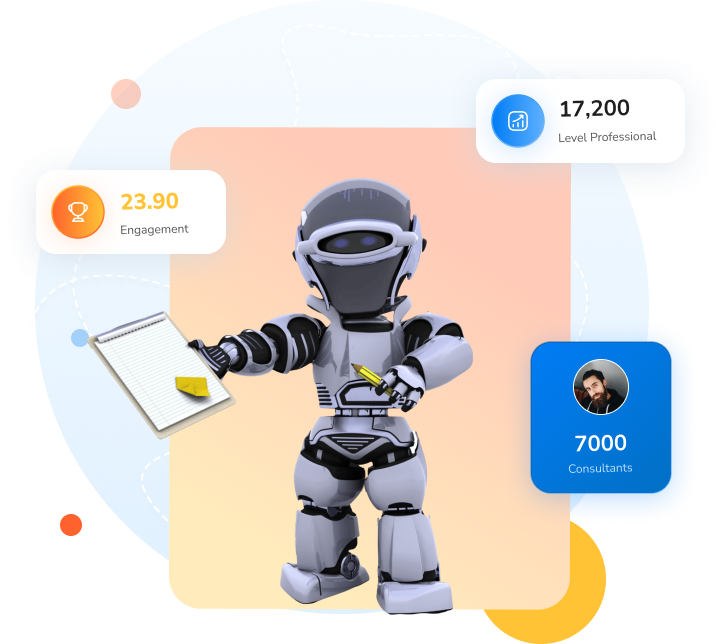 17,200
Level Professional
23.90
Engagement
7000
Consultants